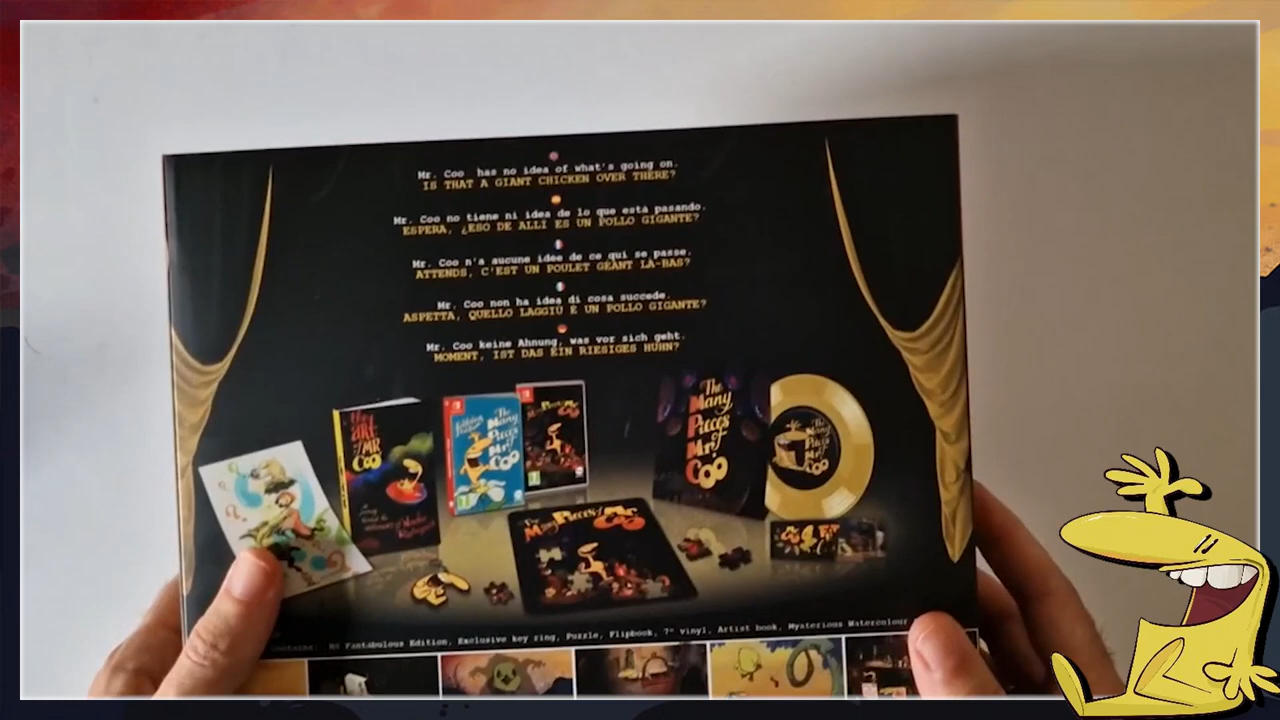 Mr. Coo has no idea of what's going on.
IS THAT A GIANT CHICKEN OVER THERE?
Mr. Coo no tiene ni idea de lo que está pasando.
ESPERA, ¿ESO DE ALLI ES UN POLLO GIGANTE?
Mr. Coo n'a aucune idee de ce qui se passe.
ATTENDS, C'EST UN POULET GÉANT LA-BAS?
Mr. Coo non ha idea di cosa succede.
ASPETTA, QUELLO LAGGIÙ È UN POLLO GIGANTE?
Mr. Coo keine Ahnung, was vor sich geht.
MOMENT, IST DAS EIN RIESIGES HUHN?
the
art
of MR
COO
The
Many
Pieces
of
Mr.
Coo
The
Many
Pieces
of
Mr.
Coo
The
Many
Pieces
of
Mr.
Coo
The
Many Pieces of
Coo
Contains: NS Fantabulous Edition, Exclusive key ring, Puzzle, Flipbook, 7" vinyl, Artist book, Mysterious Watercolour